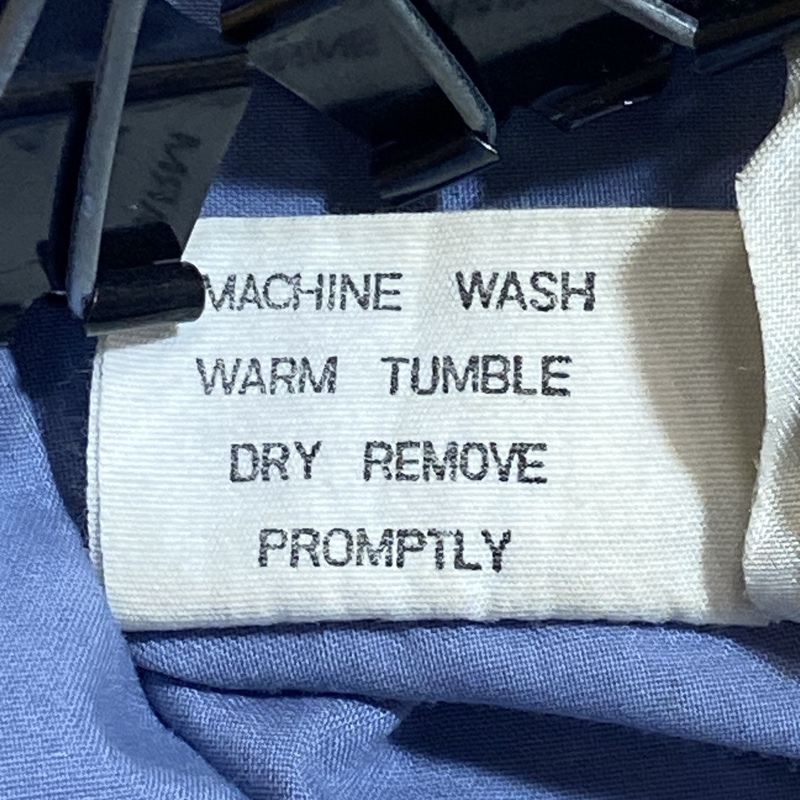 MACHINE WASH
WARM TUMBLE
DRY REMOVE
PROMPTLY